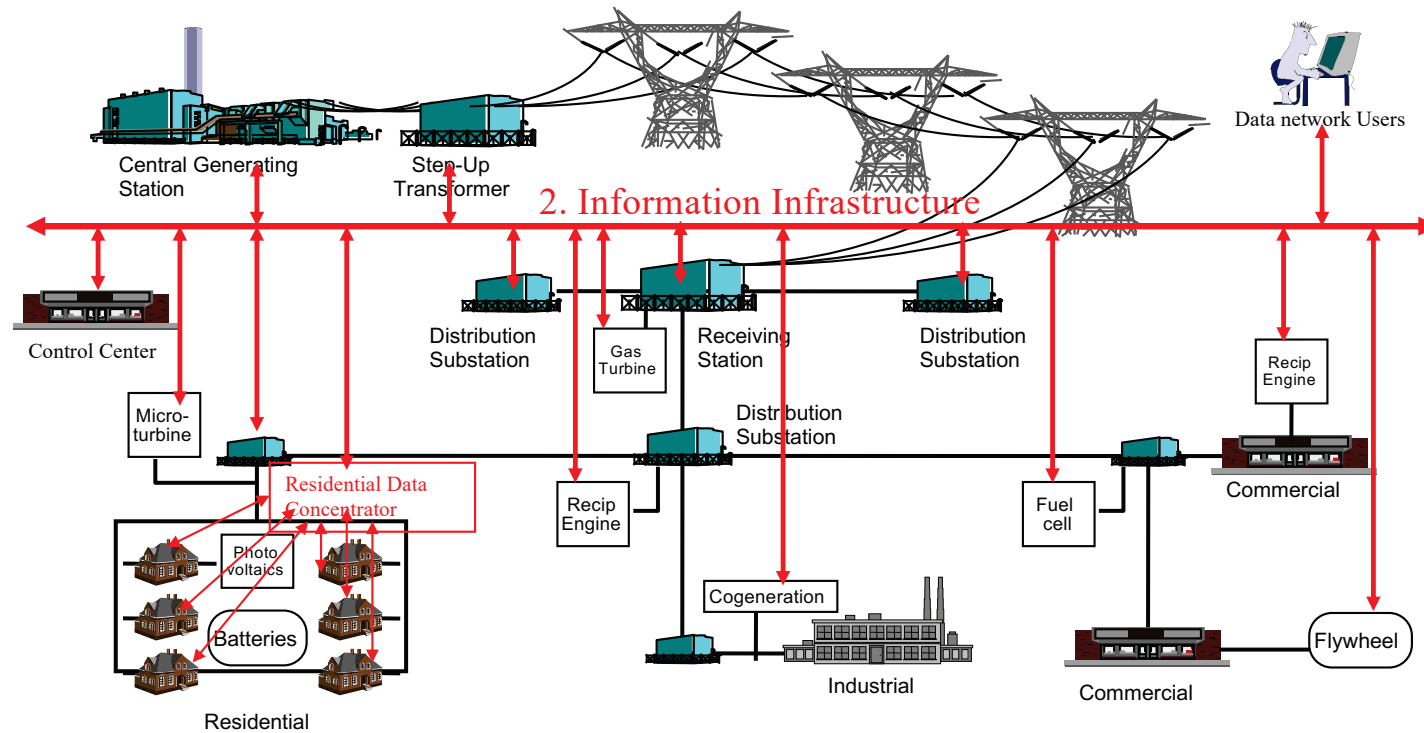 Data network Users
Central Generating
Station
Step-Up
Transformer
2. Information Infrastructure
Control Center
Distribution
Substation
Gas
Turbine
Receiving
Station
Distribution
Substation
Recip
Engine
Micro-
turbine
Distribution
Substation
Residential Data
Concentrator
Recip
Engine
Fuel
cell
Commercial
Photo
voltaics
Batteries
Cogeneration
Flywheel
Industrial
Commercial
Residential